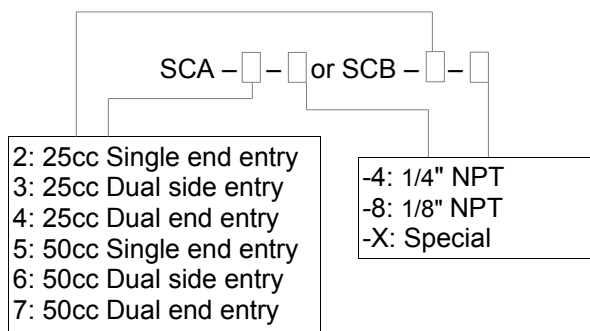 SCA – – or SCB – –
2: 25cc Single end entry
3: 25cc Dual side entry
4: 25cc Dual end entry
5: 50cc Single end entry
6: 50cc Dual side entry
7: 50cc Dual end entry
-4: 1/4" NPT
-8: 1/8" NPT
-X: Special